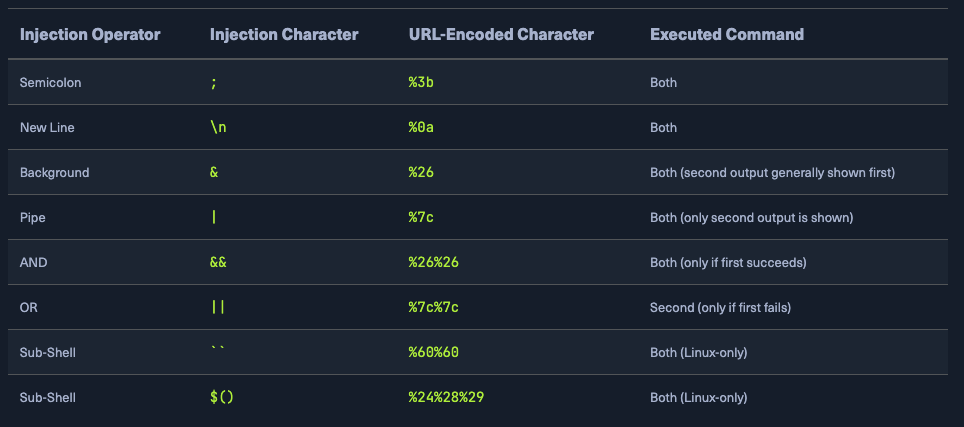 Injection Operator Injection Character URL-Encoded Character Executed Command
Semicolon ; %3b Both
New Line \n %0a Both
Background & %26 Both (second output generally shown first)
Pipe | %7c Both (only second output is shown)
AND && %26%26 Both (only if first succeeds)
OR || %7c%7c Second (only if first fails)
Sub-Shell `` %60%60 Both (Linux-only)
Sub-Shell $() %24%28%29 Both (Linux-only)